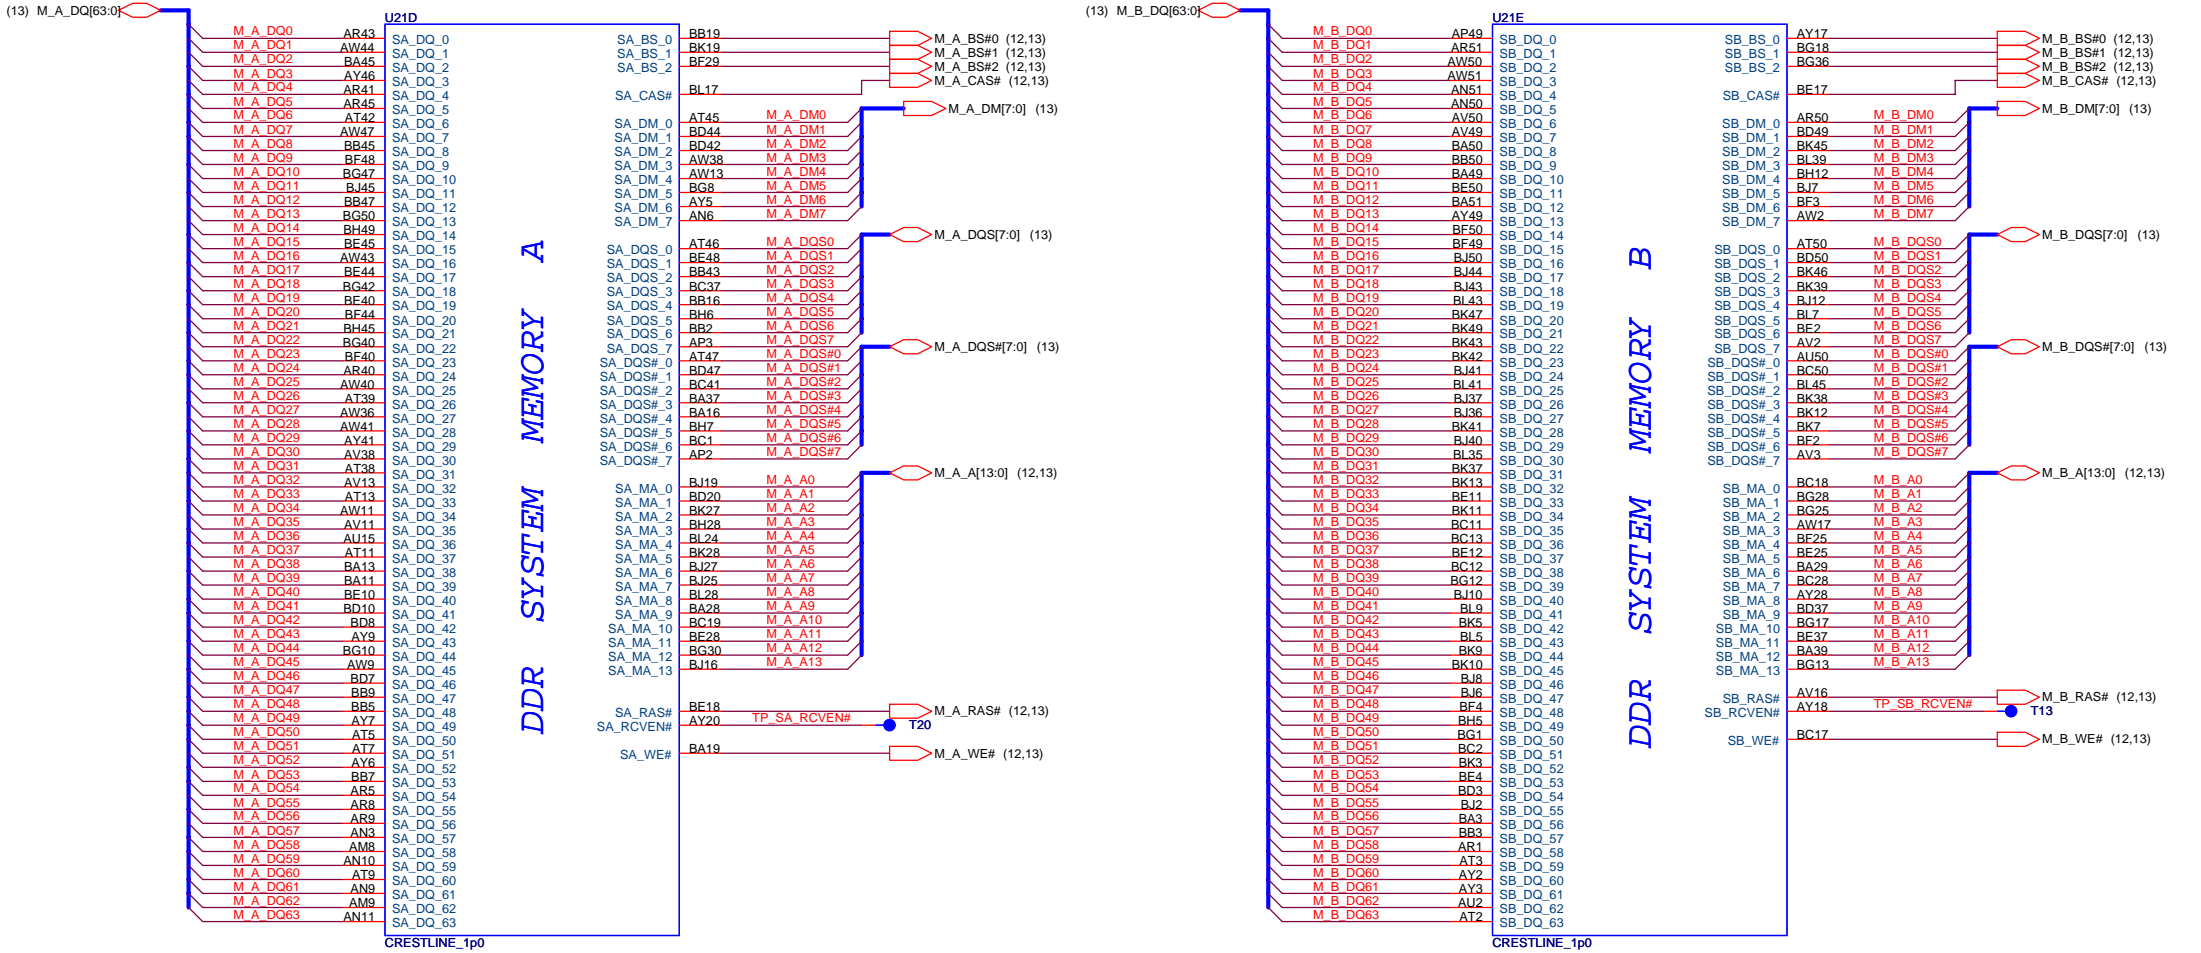 (13) M_A_DQ[63:0]
U21D
M_A_DQ0 AR43 SA_DQ_0
M_A_DQ1 AW44 SA_DQ_1
M_A_DQ2 BA45 SA_DQ_2
M_A_DQ3 AY46 SA_DQ_3
M_A_DQ4 AR41 SA_DQ_4
M_A_DQ5 AR45 SA_DQ_5
M_A_DQ6 AT42 SA_DQ_6
M_A_DQ7 AW47 SA_DQ_7
M_A_DQ8 BB45 SA_DQ_8
M_A_DQ9 BF48 SA_DQ_9
M_A_DQ10 BG47 SA_DQ_10
M_A_DQ11 BJ45 SA_DQ_11
M_A_DQ12 BB47 SA_DQ_12
M_A_DQ13 BG50 SA_DQ_13
M_A_DQ14 BH49 SA_DQ_14
M_A_DQ15 BE45 SA_DQ_15
M_A_DQ16 AW43 SA_DQ_16
M_A_DQ17 BE44 SA_DQ_17
M_A_DQ18 BG42 SA_DQ_18
M_A_DQ19 BE40 SA_DQ_19
M_A_DQ20 BF44 SA_DQ_20
M_A_DQ21 BH45 SA_DQ_21
M_A_DQ22 BG40 SA_DQ_22
M_A_DQ23 BF40 SA_DQ_23
M_A_DQ24 AR40 SA_DQ_24
M_A_DQ25 AW40 SA_DQ_25
M_A_DQ26 AT39 SA_DQ_26
M_A_DQ27 AW36 SA_DQ_27
M_A_DQ28 AW41 SA_DQ_28
M_A_DQ29 AY41 SA_DQ_29
M_A_DQ30 AV38 SA_DQ_30
M_A_DQ31 AT38 SA_DQ_31
M_A_DQ32 AV13 SA_DQ_32
M_A_DQ33 AT13 SA_DQ_33
M_A_DQ34 AW11 SA_DQ_34
M_A_DQ35 AV11 SA_DQ_35
M_A_DQ36 AU15 SA_DQ_36
M_A_DQ37 AT11 SA_DQ_37
M_A_DQ38 BA13 SA_DQ_38
M_A_DQ39 BA11 SA_DQ_39
M_A_DQ40 BE10 SA_DQ_40
M_A_DQ41 BD10 SA_DQ_41
M_A_DQ42 BD8 SA_DQ_42
M_A_DQ43 AY9 SA_DQ_43
M_A_DQ44 BG10 SA_DQ_44
M_A_DQ45 AW9 SA_DQ_45
M_A_DQ46 BD7 SA_DQ_46
M_A_DQ47 BB9 SA_DQ_47
M_A_DQ48 BB5 SA_DQ_48
M_A_DQ49 AY7 SA_DQ_49
M_A_DQ50 AT5 SA_DQ_50
M_A_DQ51 AT7 SA_DQ_51
M_A_DQ52 AY6 SA_DQ_52
M_A_DQ53 BB7 SA_DQ_53
M_A_DQ54 AR5 SA_DQ_54
M_A_DQ55 AR8 SA_DQ_55
M_A_DQ56 AR9 SA_DQ_56
M_A_DQ57 AN3 SA_DQ_57
M_A_DQ58 AM8 SA_DQ_58
M_A_DQ59 AN10 SA_DQ_59
M_A_DQ60 AT9 SA_DQ_60
M_A_DQ61 AN9 SA_DQ_61
M_A_DQ62 AM9 SA_DQ_62
M_A_DQ63 AN11 SA_DQ_63
DDR SYSTEM MEMORY A
SA_BS_0 BB19 M_A_BS#0 (12,13)
SA_BS_1 BK19 M_A_BS#1 (12,13)
SA_BS_2 BF29 M_A_BS#2 (12,13)
SA_CAS# BL17 M_A_CAS# (12,13)
M_A_DM[7:0] (13)
SA_DM_0 AT45 M_A_DM0
SA_DM_1 BD44 M_A_DM1
SA_DM_2 BD42 M_A_DM2
SA_DM_3 AW38 M_A_DM3
SA_DM_4 AW13 M_A_DM4
SA_DM_5 BG8 M_A_DM5
SA_DM_6 AY5 M_A_DM6
SA_DM_7 AN6 M_A_DM7
M_A_DQS[7:0] (13)
SA_DQS_0 AT46 M_A_DQS0
SA_DQS_1 BE48 M_A_DQS1
SA_DQS_2 BB43 M_A_DQS2
SA_DQS_3 BC37 M_A_DQS3
SA_DQS_4 BB16 M_A_DQS4
SA_DQS_5 BH6 M_A_DQS5
SA_DQS_6 BB2 M_A_DQS6
SA_DQS_7 AP3 M_A_DQS7
M_A_DQS#[7:0] (13)
SA_DQS#_0 AT47 M_A_DQS#0
SA_DQS#_1 BD47 M_A_DQS#1
SA_DQS#_2 BC41 M_A_DQS#2
SA_DQS#_3 BA37 M_A_DQS#3
SA_DQS#_4 BA16 M_A_DQS#4
SA_DQS#_5 BH7 M_A_DQS#5
SA_DQS#_6 BC1 M_A_DQS#6
SA_DQS#_7 AP2 M_A_DQS#7
M_A_A[13:0] (12,13)
SA_MA_0 BJ19 M_A_A0
SA_MA_1 BD20 M_A_A1
SA_MA_2 BK27 M_A_A2
SA_MA_3 BH28 M_A_A3
SA_MA_4 BL24 M_A_A4
SA_MA_5 BK28 M_A_A5
SA_MA_6 BJ27 M_A_A6
SA_MA_7 BJ25 M_A_A7
SA_MA_8 BL28 M_A_A8
SA_MA_9 BA28 M_A_A9
SA_MA_10 BC19 M_A_A10
SA_MA_11 BE28 M_A_A11
SA_MA_12 BG30 M_A_A12
SA_MA_13 BJ16 M_A_A13
SA_RAS# BE18 M_A_RAS# (12,13)
SA_RCVEN# AY20 TP_SA_RCVEN# T20
SA_WE# BA19 M_A_WE# (12,13)
CRESTLINE_1p0
(13) M_B_DQ[63:0]
U21E
M_B_DQ0 AP49 SB_DQ_0
M_B_DQ1 AR51 SB_DQ_1
M_B_DQ2 AW50 SB_DQ_2
M_B_DQ3 AW51 SB_DQ_3
M_B_DQ4 AN51 SB_DQ_4
M_B_DQ5 AN50 SB_DQ_5
M_B_DQ6 AV50 SB_DQ_6
M_B_DQ7 AV49 SB_DQ_7
M_B_DQ8 BA50 SB_DQ_8
M_B_DQ9 BB50 SB_DQ_9
M_B_DQ10 BA49 SB_DQ_10
M_B_DQ11 BE50 SB_DQ_11
M_B_DQ12 BA51 SB_DQ_12
M_B_DQ13 AY49 SB_DQ_13
M_B_DQ14 BF50 SB_DQ_14
M_B_DQ15 BF49 SB_DQ_15
M_B_DQ16 BJ50 SB_DQ_16
M_B_DQ17 BJ44 SB_DQ_17
M_B_DQ18 BJ43 SB_DQ_18
M_B_DQ19 BL43 SB_DQ_19
M_B_DQ20 BK47 SB_DQ_20
M_B_DQ21 BK49 SB_DQ_21
M_B_DQ22 BK43 SB_DQ_22
M_B_DQ23 BK42 SB_DQ_23
M_B_DQ24 BJ41 SB_DQ_24
M_B_DQ25 BL41 SB_DQ_25
M_B_DQ26 BJ37 SB_DQ_26
M_B_DQ27 BJ36 SB_DQ_27
M_B_DQ28 BK41 SB_DQ_28
M_B_DQ29 BJ40 SB_DQ_29
M_B_DQ30 BL35 SB_DQ_30
M_B_DQ31 BK37 SB_DQ_31
M_B_DQ32 BK13 SB_DQ_32
M_B_DQ33 BE11 SB_DQ_33
M_B_DQ34 BK11 SB_DQ_34
M_B_DQ35 BC11 SB_DQ_35
M_B_DQ36 BC13 SB_DQ_36
M_B_DQ37 BE12 SB_DQ_37
M_B_DQ38 BC12 SB_DQ_38
M_B_DQ39 BG12 SB_DQ_39
M_B_DQ40 BJ10 SB_DQ_40
M_B_DQ41 BL9 SB_DQ_41
M_B_DQ42 BK5 SB_DQ_42
M_B_DQ43 BL5 SB_DQ_43
M_B_DQ44 BK9 SB_DQ_44
M_B_DQ45 BK10 SB_DQ_45
M_B_DQ46 BJ8 SB_DQ_46
M_B_DQ47 BJ6 SB_DQ_47
M_B_DQ48 BF4 SB_DQ_48
M_B_DQ49 BH5 SB_DQ_49
M_B_DQ50 BG1 SB_DQ_50
M_B_DQ51 BC2 SB_DQ_51
M_B_DQ52 BK3 SB_DQ_52
M_B_DQ53 BE4 SB_DQ_53
M_B_DQ54 BD3 SB_DQ_54
M_B_DQ55 BJ2 SB_DQ_55
M_B_DQ56 BA3 SB_DQ_56
M_B_DQ57 BB3 SB_DQ_57
M_B_DQ58 AR1 SB_DQ_58
M_B_DQ59 AT3 SB_DQ_59
M_B_DQ60 AY2 SB_DQ_60
M_B_DQ61 AY3 SB_DQ_61
M_B_DQ62 AU2 SB_DQ_62
M_B_DQ63 AT2 SB_DQ_63
DDR SYSTEM MEMORY B
SB_BS_0 AY17 M_B_BS#0 (12,13)
SB_BS_1 BG18 M_B_BS#1 (12,13)
SB_BS_2 BG36 M_B_BS#2 (12,13)
SB_CAS# BE17 M_B_CAS# (12,13)
M_B_DM[7:0] (13)
SB_DM_0 AR50 M_B_DM0
SB_DM_1 BD49 M_B_DM1
SB_DM_2 BK45 M_B_DM2
SB_DM_3 BL39 M_B_DM3
SB_DM_4 BH12 M_B_DM4
SB_DM_5 BJ7 M_B_DM5
SB_DM_6 BF3 M_B_DM6
SB_DM_7 AW2 M_B_DM7
M_B_DQS[7:0] (13)
SB_DQS_0 AT50 M_B_DQS0
SB_DQS_1 BD50 M_B_DQS1
SB_DQS_2 BK46 M_B_DQS2
SB_DQS_3 BK39 M_B_DQS3
SB_DQS_4 BJ12 M_B_DQS4
SB_DQS_5 BL7 M_B_DQS5
SB_DQS_6 BE2 M_B_DQS6
SB_DQS_7 AV2 M_B_DQS7
M_B_DQS#[7:0] (13)
SB_DQS#_0 AU50 M_B_DQS#0
SB_DQS#_1 BC50 M_B_DQS#1
SB_DQS#_2 BL45 M_B_DQS#2
SB_DQS#_3 BK38 M_B_DQS#3
SB_DQS#_4 BK12 M_B_DQS#4
SB_DQS#_5 BK7 M_B_DQS#5
SB_DQS#_6 BF2 M_B_DQS#6
SB_DQS#_7 AV3 M_B_DQS#7
M_B_A[13:0] (12,13)
SB_MA_0 BC18 M_B_A0
SB_MA_1 BG28 M_B_A1
SB_MA_2 BG25 M_B_A2
SB_MA_3 AW17 M_B_A3
SB_MA_4 BF25 M_B_A4
SB_MA_5 BE25 M_B_A5
SB_MA_6 BA29 M_B_A6
SB_MA_7 BC28 M_B_A7
SB_MA_8 AY28 M_B_A8
SB_MA_9 BD37 M_B_A9
SB_MA_10 BG17 M_B_A10
SB_MA_11 BE37 M_B_A11
SB_MA_12 BA39 M_B_A12
SB_MA_13 BG13 M_B_A13
SB_RAS# AV16 M_B_RAS# (12,13)
SB_RCVEN# AY18 TP_SB_RCVEN# T13
SB_WE# BC17 M_B_WE# (12,13)
CRESTLINE_1p0